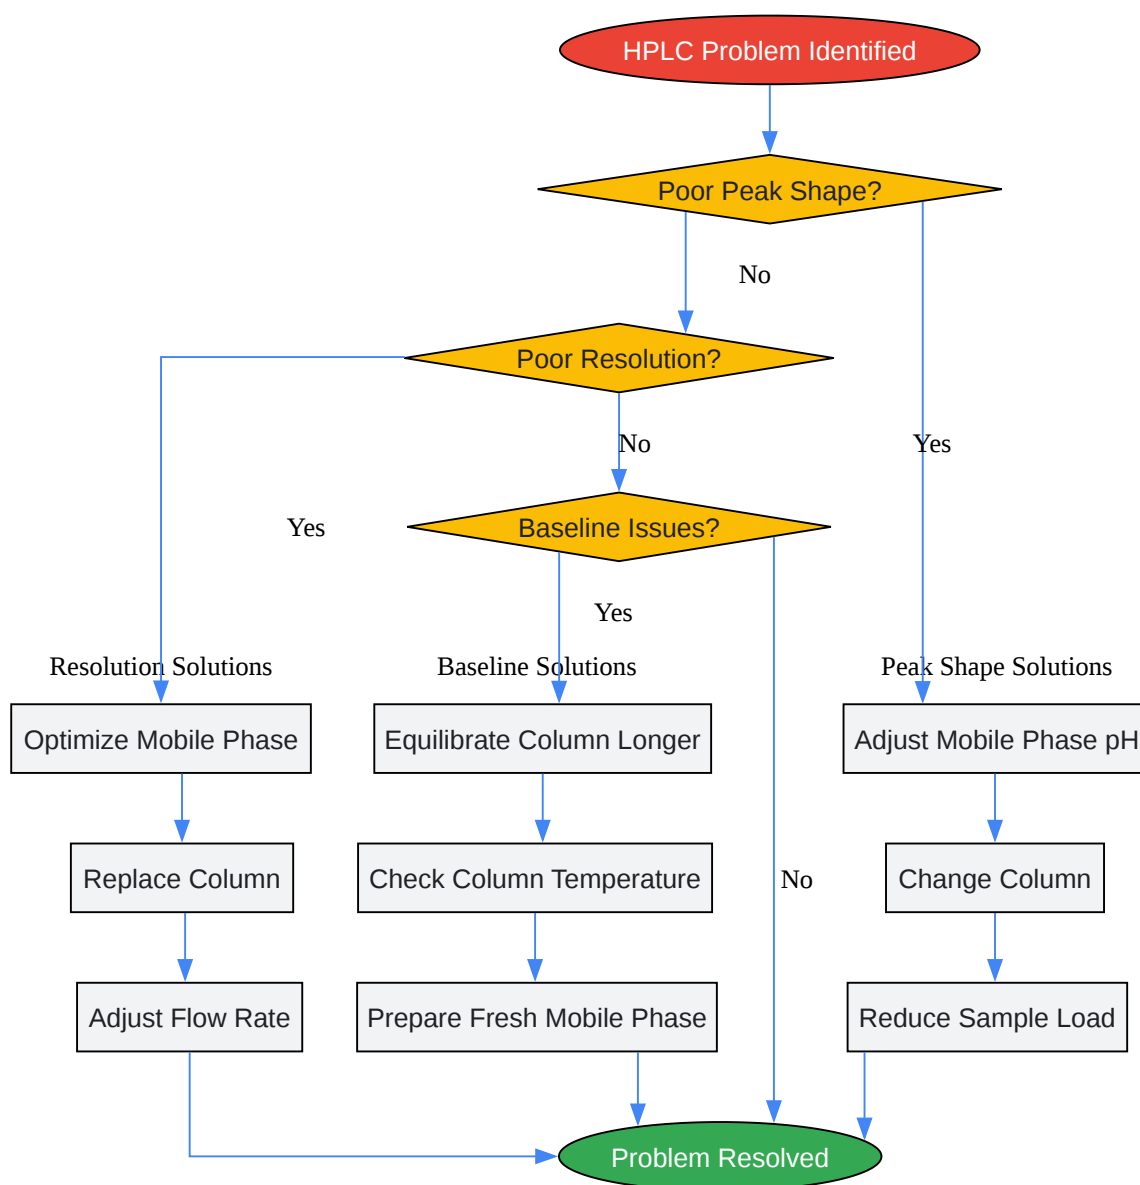 HPLC Problem Identified
Poor Peak Shape?
No
Poor Resolution?
No
Yes
Baseline Issues?
Yes
Yes
Resolution Solutions
Baseline Solutions
Peak Shape Solutions
Optimize Mobile Phase
Equilibrate Column Longer
Adjust Mobile Phase pH
Replace Column
Check Column Temperature
No
Change Column
Adjust Flow Rate
Prepare Fresh Mobile Phase
Reduce Sample Load
Problem Resolved